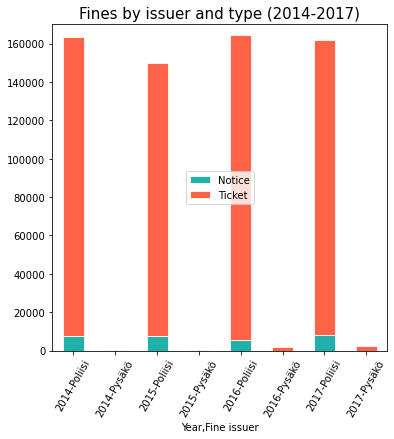 Fines by issuer and type (2014-2017)
160000
140000
120000
100000
80000
60000
40000
20000
0
Notice
Ticket
2014-Poliisi
2014-Pysäkö
2015-Poliisi
2015-Pysäkö
2016-Poliisi
2016-Pysäkö
2017-Poliisi
2017-Pysäkö
Year,Fine issuer